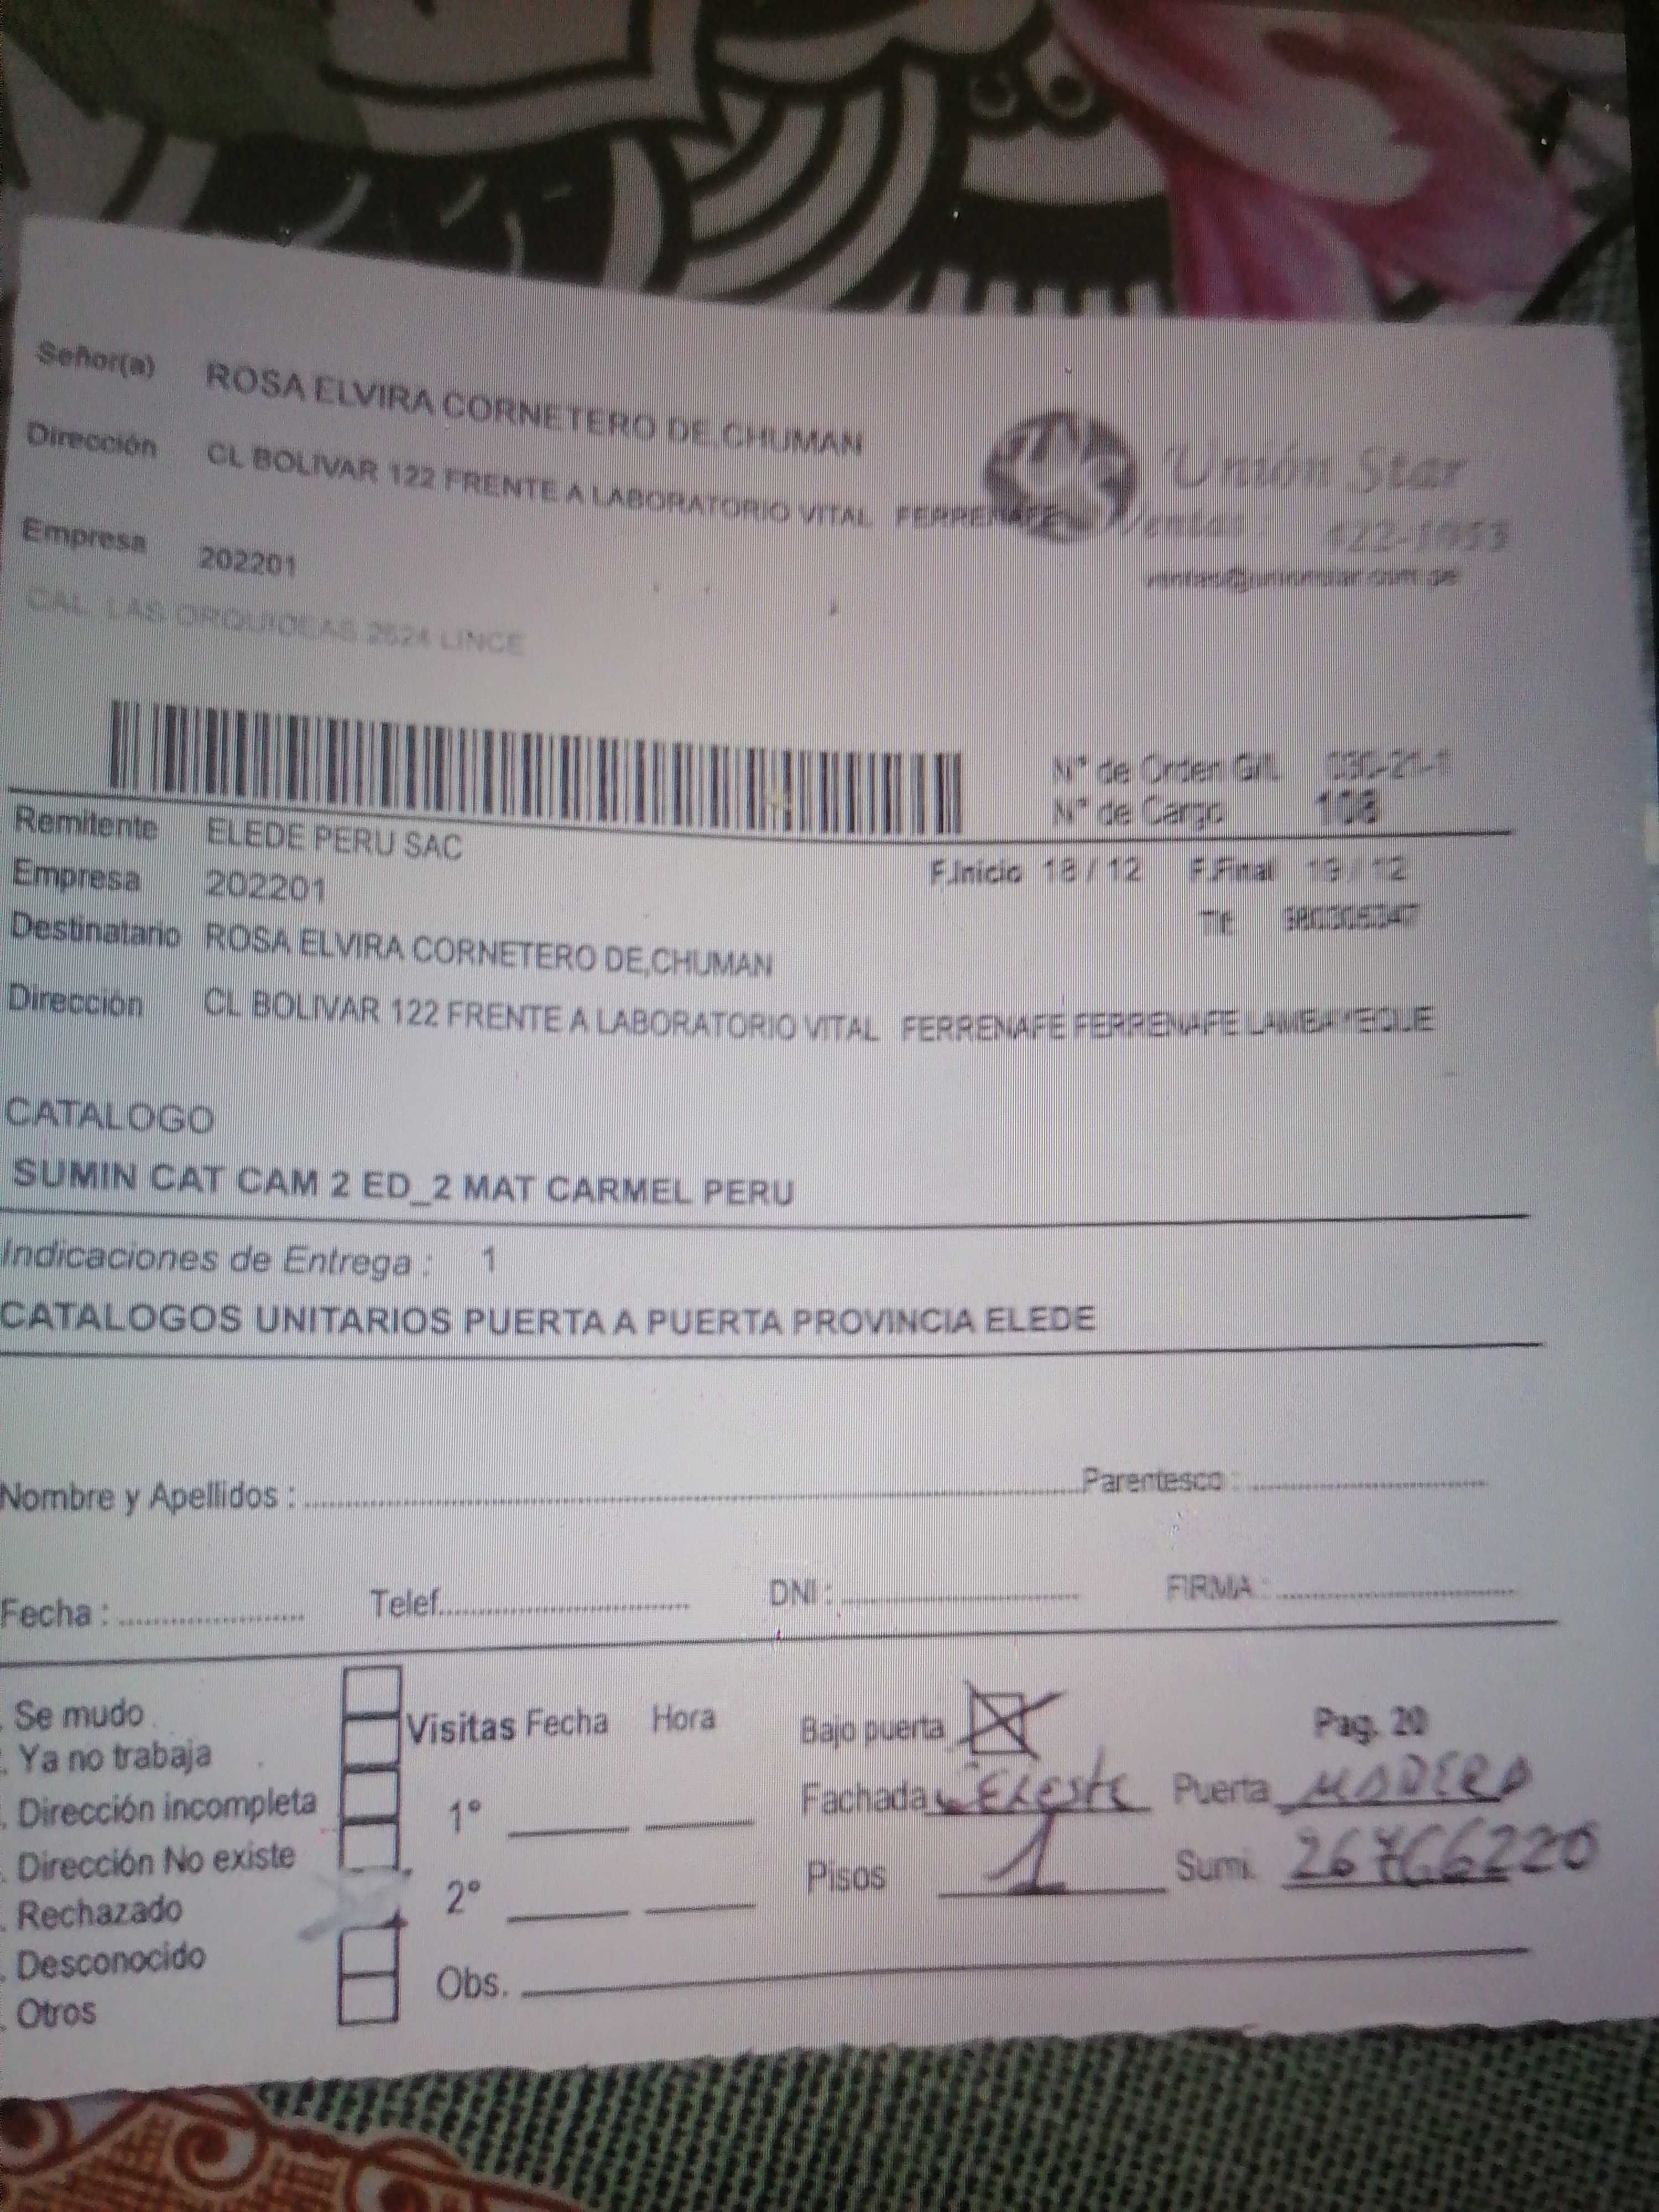 Señor(a) ROSA ELVIRA CORNETERO DE,CHUMAN
Dirección CL BOLIVAR 122 FRENTE A LABORATORIO VITAL FERRENAFE
Unión Star
Ventas 422-1053
Empresa 202201
ventas@unionstar.com.pe
CAL. LAS ORQUIDEAS 2624 LINCE
N° de Orden G/L 030-21-1
N° de Cargo 108
Remitente ELEDE PERU SAC
Empresa 202201 F.Inicio 18 / 12 F.Final 19 / 12
Destinatario ROSA ELVIRA CORNETERO DE,CHUMAN
Dirección CL BOLIVAR 122 FRENTE A LABORATORIO VITAL FERRENAFE FERRENAFE LAMBAYEQUE
CATALOGO
SUMIN CAT CAM 2 ED_2 MAT CARMEL PERU
Indicaciones de Entrega : 1
CATALOGOS UNITARIOS PUERTA A PUERTA PROVINCIA ELEDE
Nombre y Apellidos : Parentesco :
Fecha : Telef. DNI : FIRMA :
Se mudo Visitas Fecha Hora Bajo puerta Pag. 20
Ya no trabaja
Dirección incompleta 1° Fachada Celeste Puerta MADERA
Dirección No existe Pisos 1 Sumi.
Rechazado 2°
Desconocido
Otros Obs.